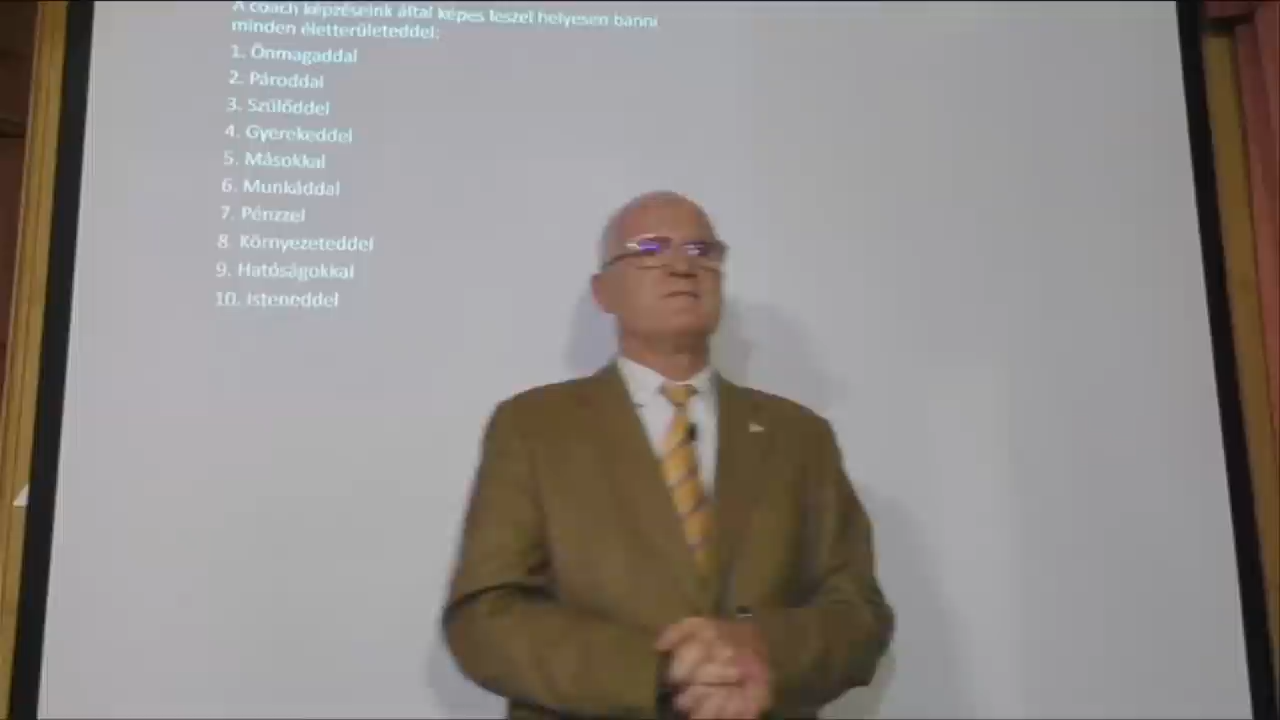 A coach képzéseink által képes leszel helyesen bánni
minden életterületeddel:
1. Önmagaddal
2. Pároddal
3. Szülőddel
4. Gyerekeddel
5. Másokkal
6. Munkáddal
7. Pénzzel
8. Környezeteddel
9. Hatóságokkal
10. Isteneddel